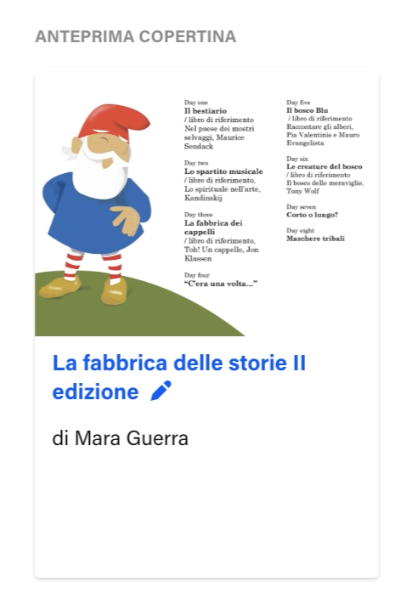 ANTEPRIMA COPERTINA
Day one
Il bestiario
/ libro di riferimento
Nel paese dei mostri
selvaggi, Maurice
Sendack
Day two
Lo spartito musicale
/ libro di riferimento,
Lo spirituale nell'arte,
Kandinskij
Day three
La fabbrica dei
cappelli
/ libro di riferimento,
Toh! Un cappello, Jon
Klassen
Day four
"C'era una volta..."
Day five
Il bosco Blu
/ libro di riferimento
Raccontare gli alberi,
Pia Valentinis e Mauro
Evangelista
Day six
Le creature del bosco
/ libro di riferimento
Il bosco delle meraviglie,
Tony Wolf
Day seven
Corto o lungo?
Day eight
Maschere tribali
La fabbrica delle storie II
edizione
di Mara Guerra